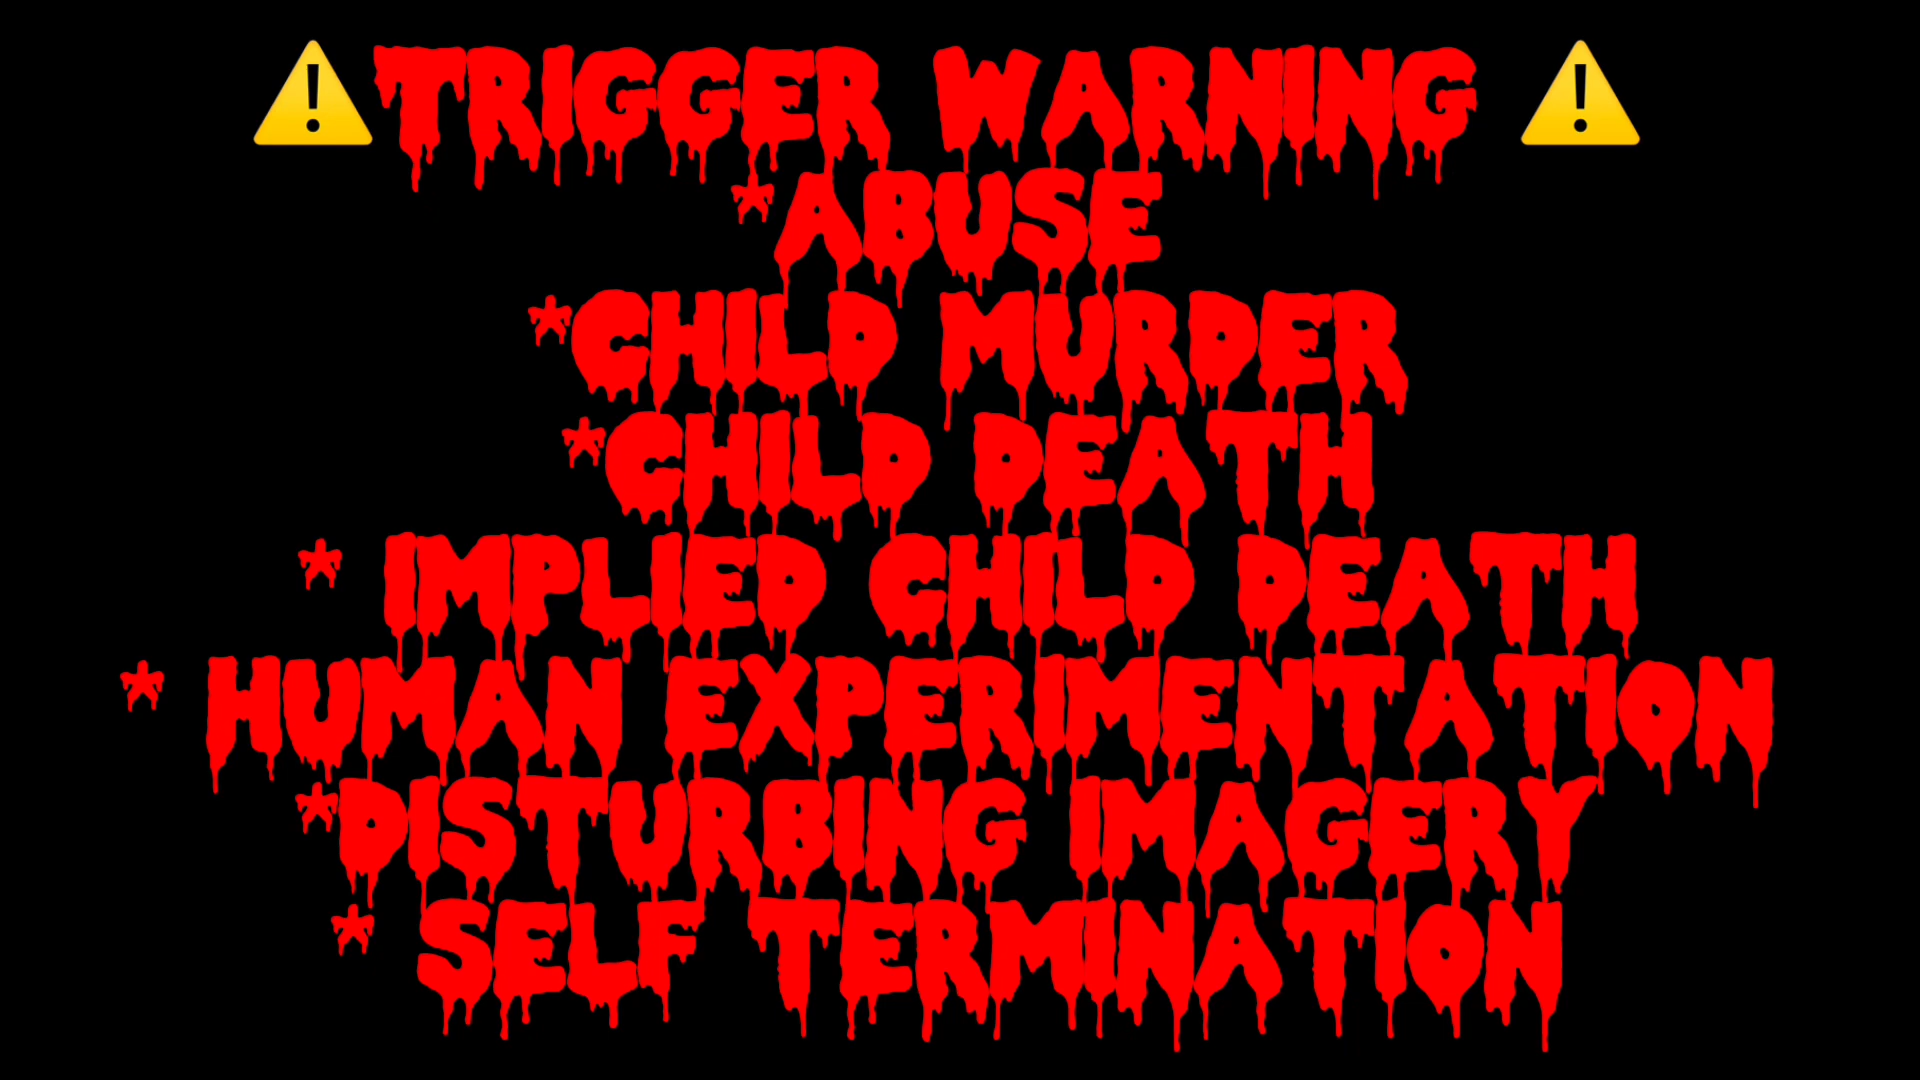 ⚠️TRIGGER WARNING ⚠️
*ABUSE
*CHILD MURDER
*CHILD DEATH
* IMPLIED CHILD DEATH
* HUMAN EXPERIMENTATION
*DISTURBING IMAGERY
* SELF TERMINATION